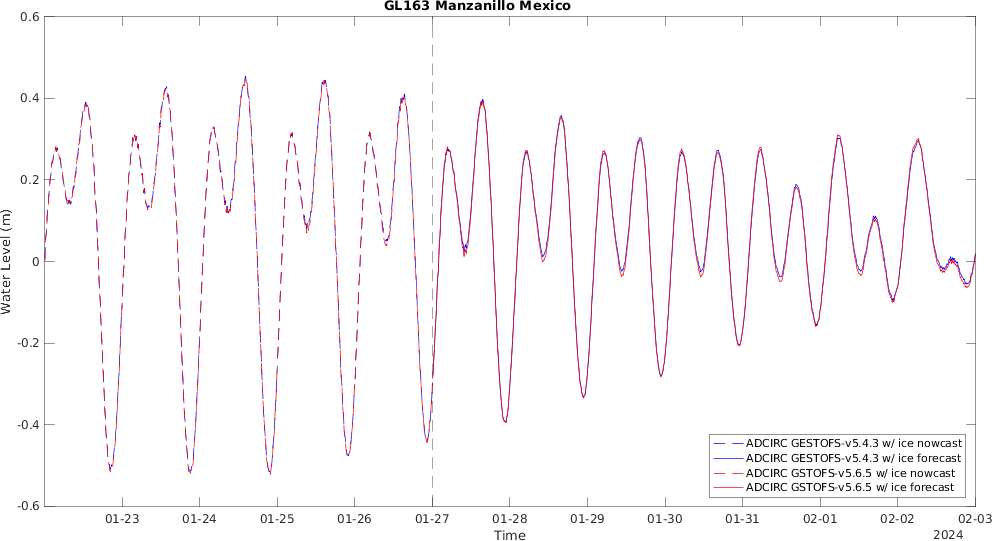 GL163 Manzanillo Mexico
0.6
0.4
0.2
0
-0.2
-0.4
-0.6
Water Level (m)
ADCIRC GESTOFS-v5.4.3 w/ ice nowcast
ADCIRC GESTOFS-v5.4.3 w/ ice forecast
ADCIRC GSTOFS-v5.6.5 w/ ice nowcast
ADCIRC GSTOFS-v5.6.5 w/ ice forecast
01-23 01-24 01-25 01-26 01-27 01-28 01-29 01-30 01-31 02-01 02-02 02-03
Time
2024